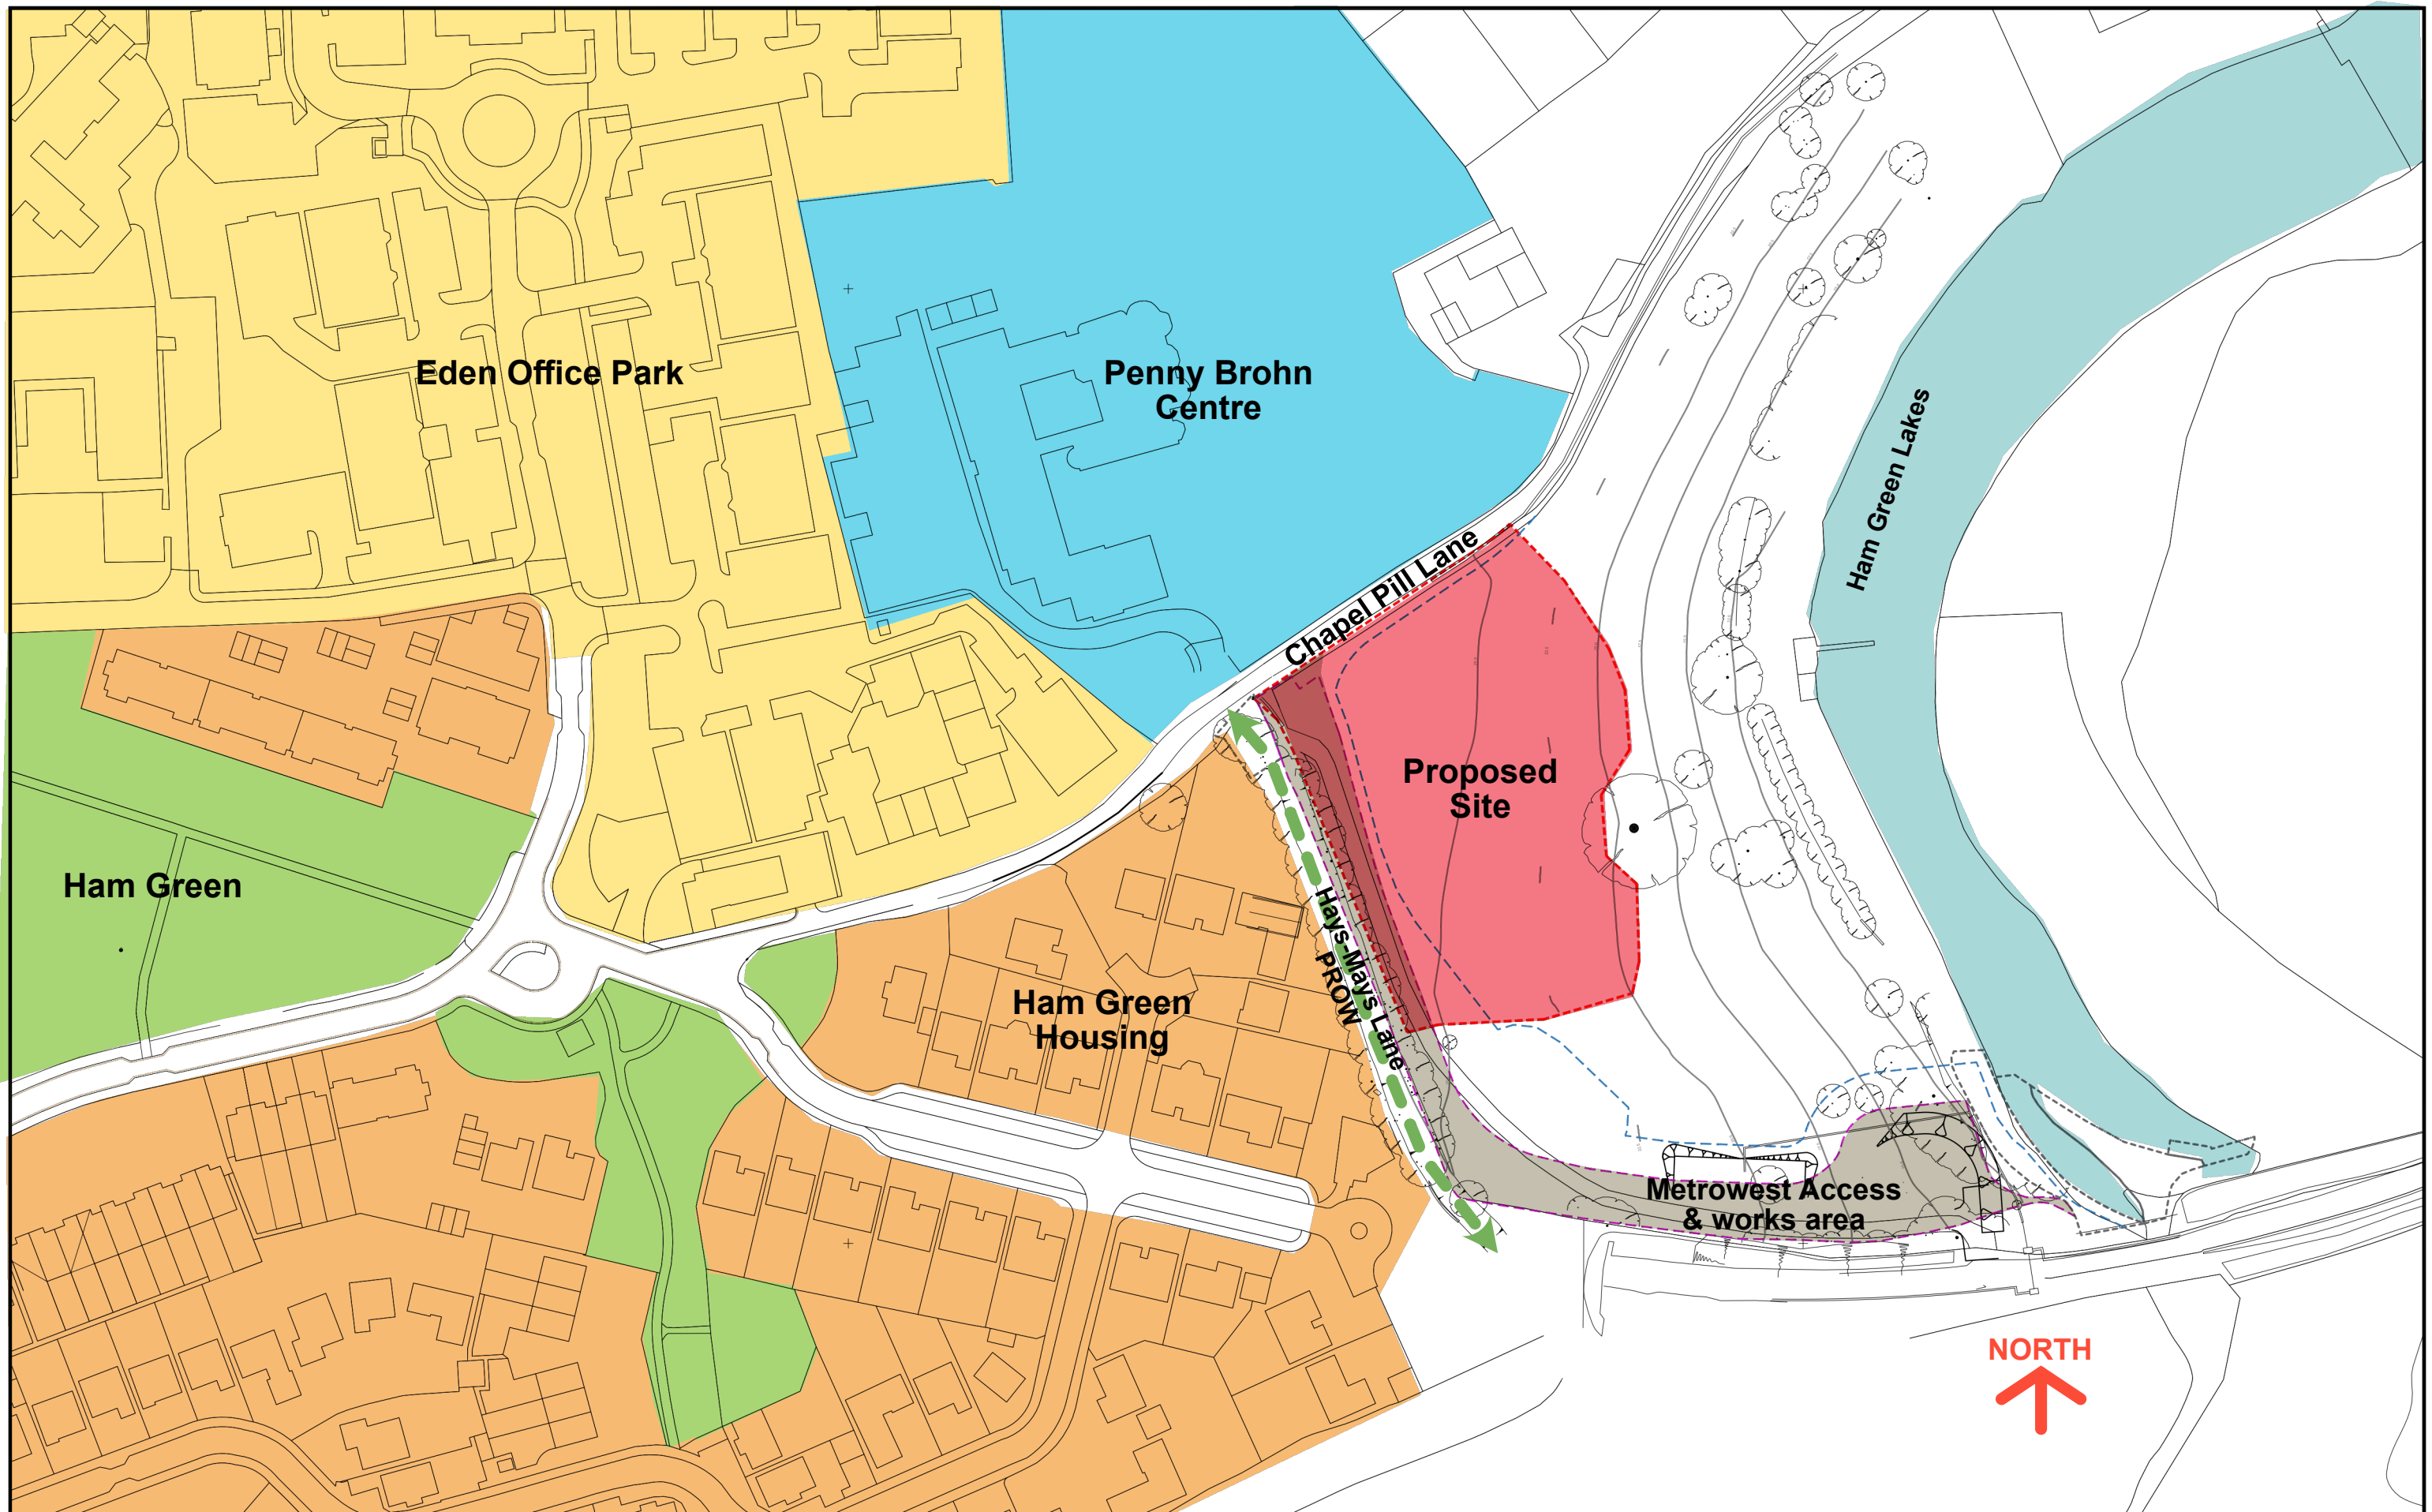 Eden Office Park
Penny Brohn
Centre
Ham Green Lakes
Chapel Pill Lane
Proposed
Site
Ham Green
Hays-Mays Lane
PROW
Ham Green
Housing
Metrowest Access
& works area
NORTH